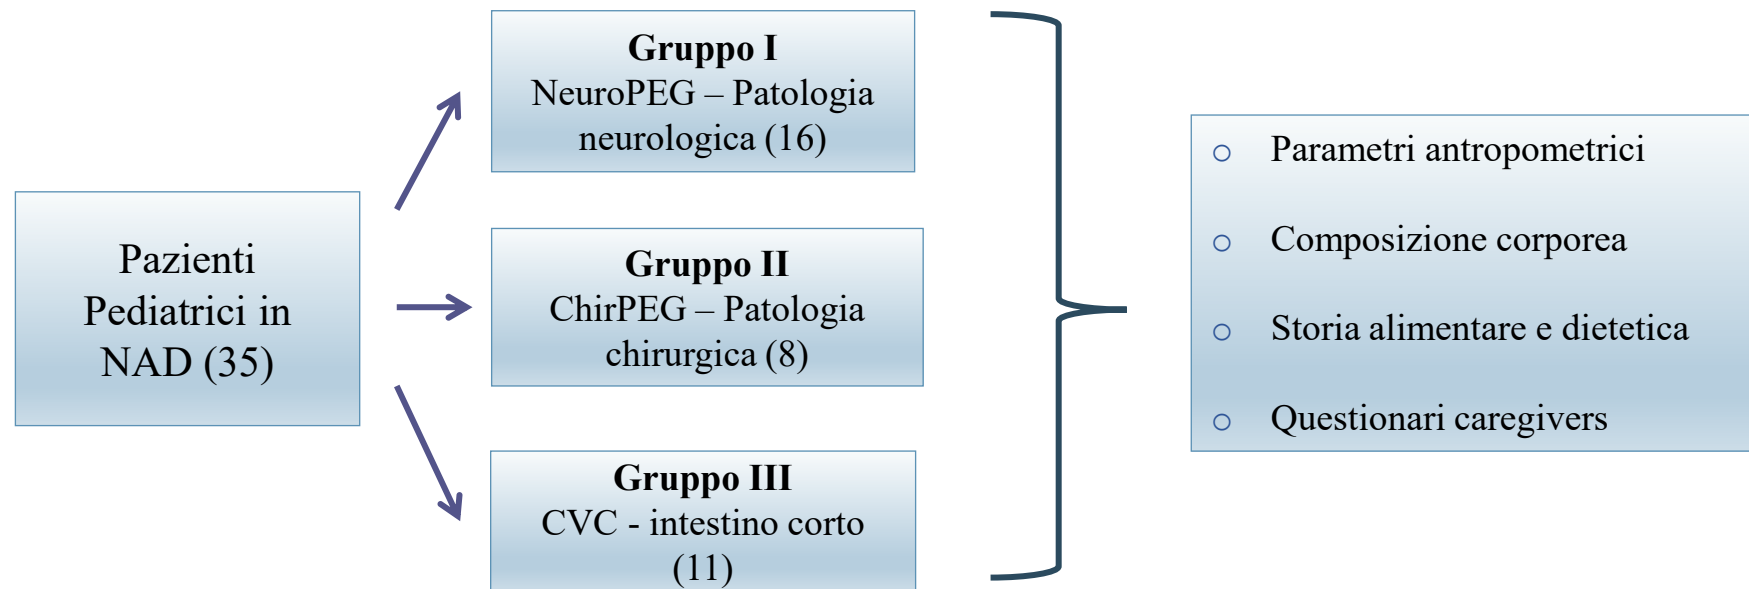 Pazienti
Pediatrici in
NAD (35)
Gruppo I
NeuroPEG – Patologia
neurologica (16)
Gruppo II
ChirPEG – Patologia
chirurgica (8)
Gruppo III
CVC - intestino corto
(11)
Parametri antropometrici
Composizione corporea
Storia alimentare e dietetica
Questionari caregivers